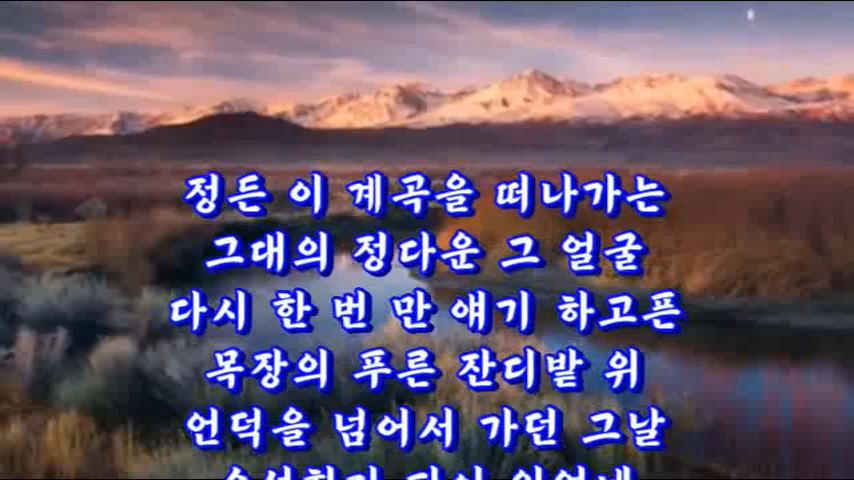 정든 이 계곡을 떠나가는
그대의 정다운 그 얼굴
다시 한 번 만 얘기 하고픈
목장의 푸른 잔디밭 위
언덕을 넘어서 가던 그날